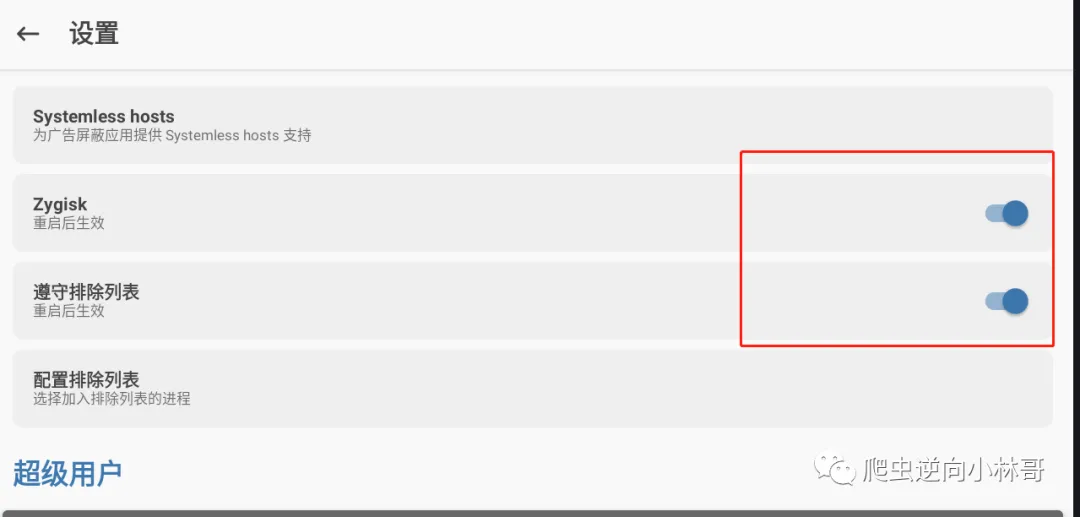 设置
Systemless hosts
为广告屏蔽应用提供 Systemless hosts 支持
Zygisk
重启后生效
遵守排除列表
重启后生效
配置排除列表
选择加入排除列表的进程
超级用户
爬虫逆向小林哥